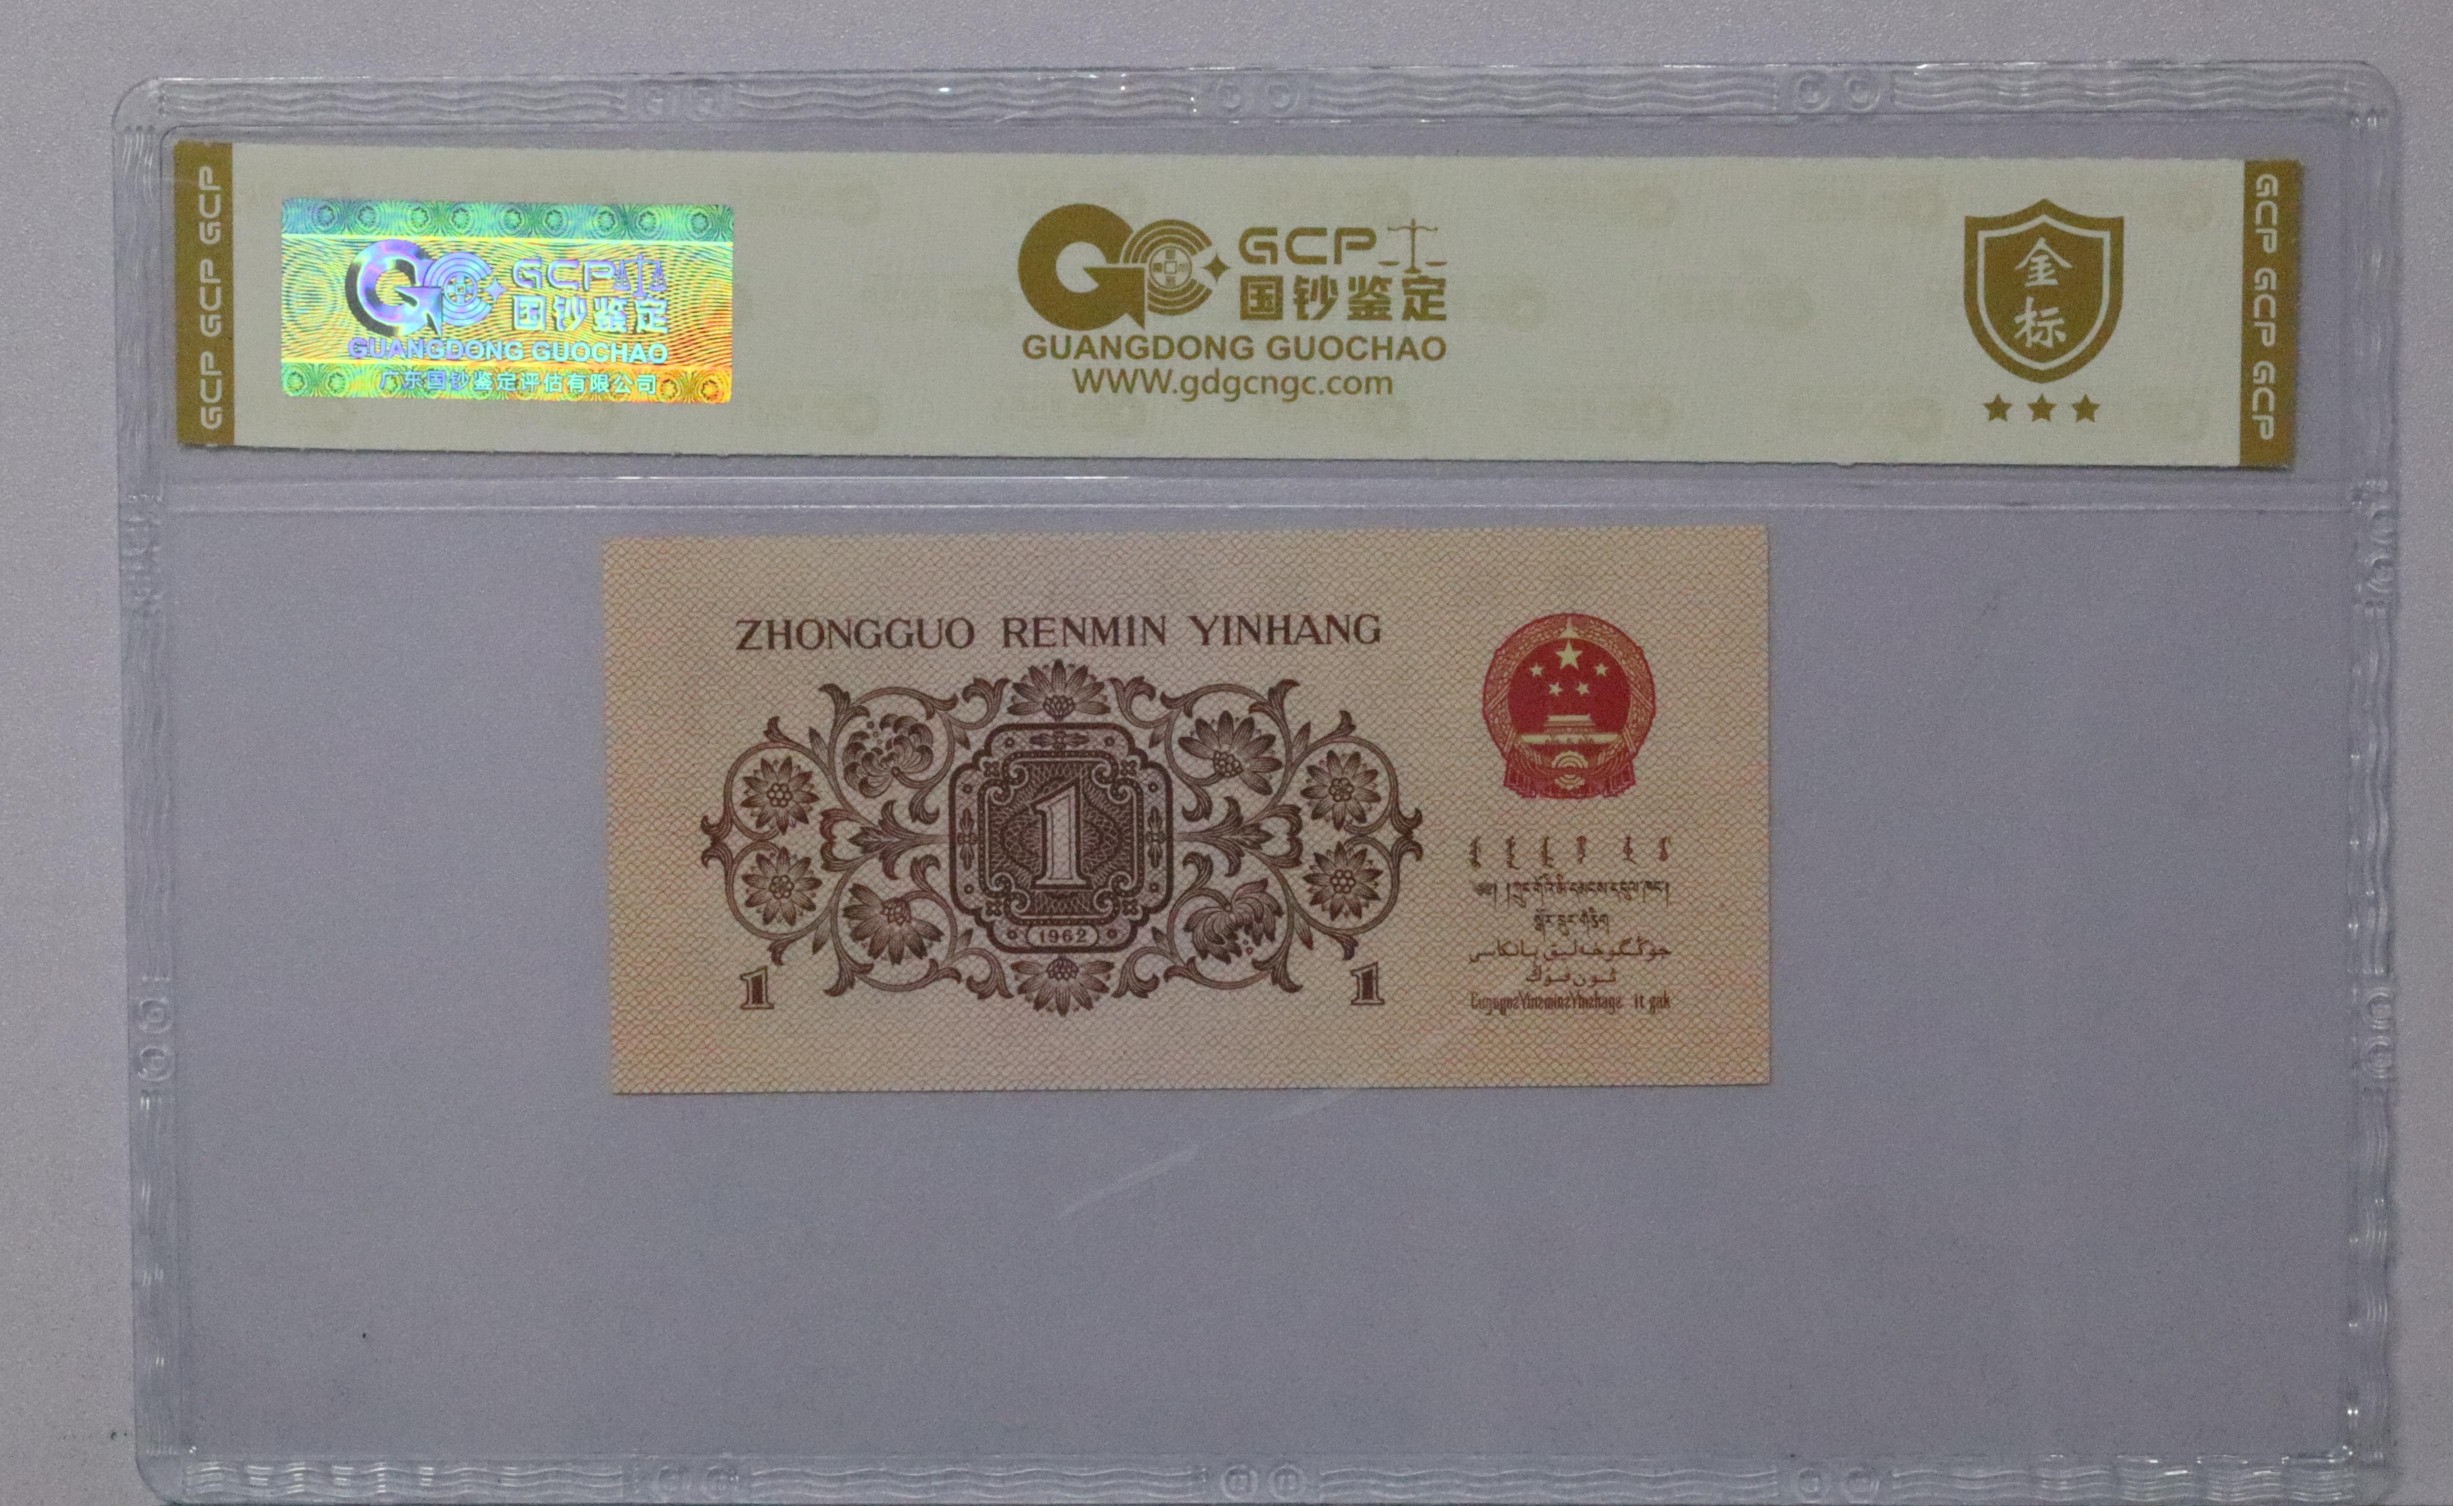 GCP GCP GCP
GCP
国钞鉴定
GUANGDONG GUOCHAO
广东国钞鉴定评估有限公司
GCP
国钞鉴定
GUANGDONG GUOCHAO
WWW.gdgcngc.com
金
标
GCP GCP GCP
ZHONGGUO RENMIN YINHANG
1
1962
1
1